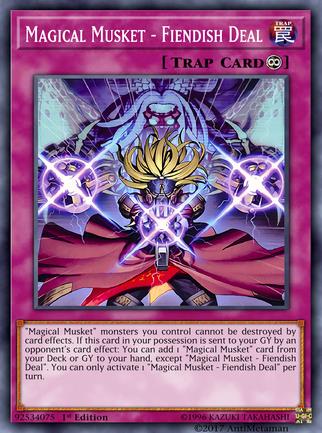 Magical Musket - Fiendish Deal
TRAP
罠
[Trap Card∞]
"Magical Musket" monsters you control cannot be destroyed
by card effects. If this card in your possession is sent to your GY by
an opponent's card effect: You can add 1 "Magical Musket" card from
your Deck or GY to your hand, except "Magical Musket - Fiendish
Deal". You can only activate 1 "Magical Musket - Fiendish Deal" per
turn.
92534075 1st Edition ©1996 KAZUKI TAKAHASHI
©2017 AntiMetaman